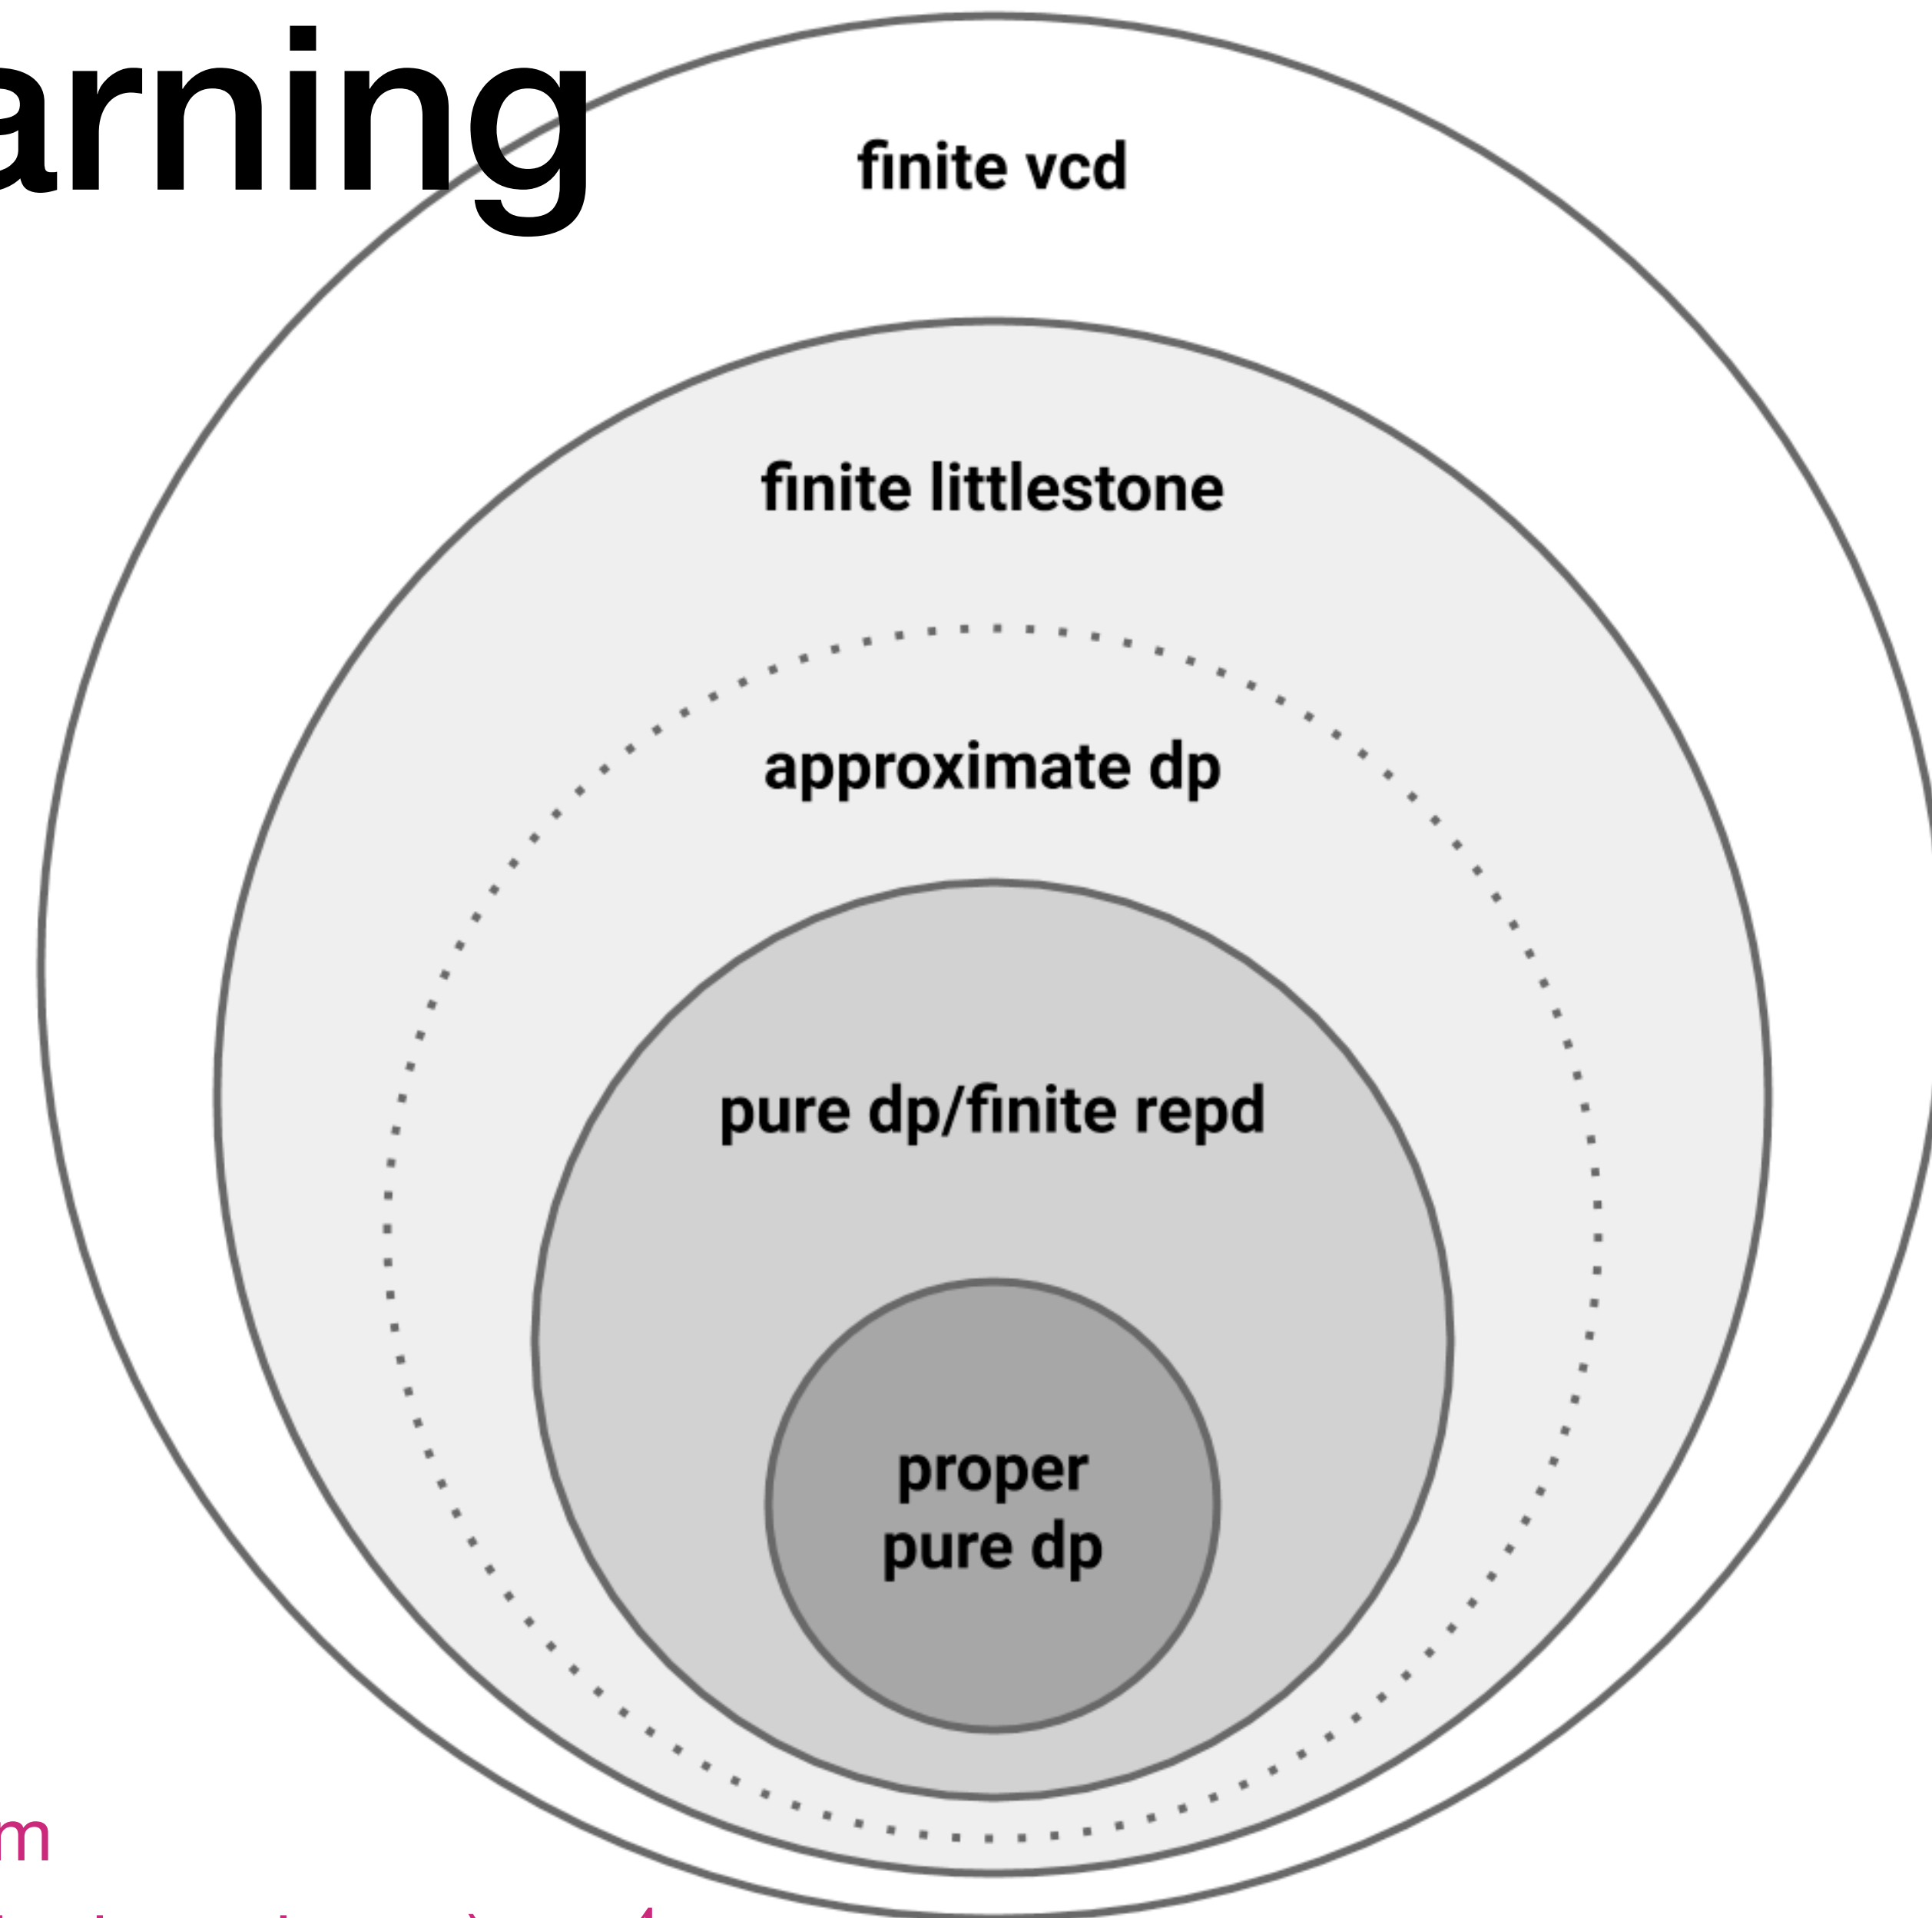 arning
finite vcd
finite littlestone
approximate dp
pure dp/finite repd
proper
pure dp
m